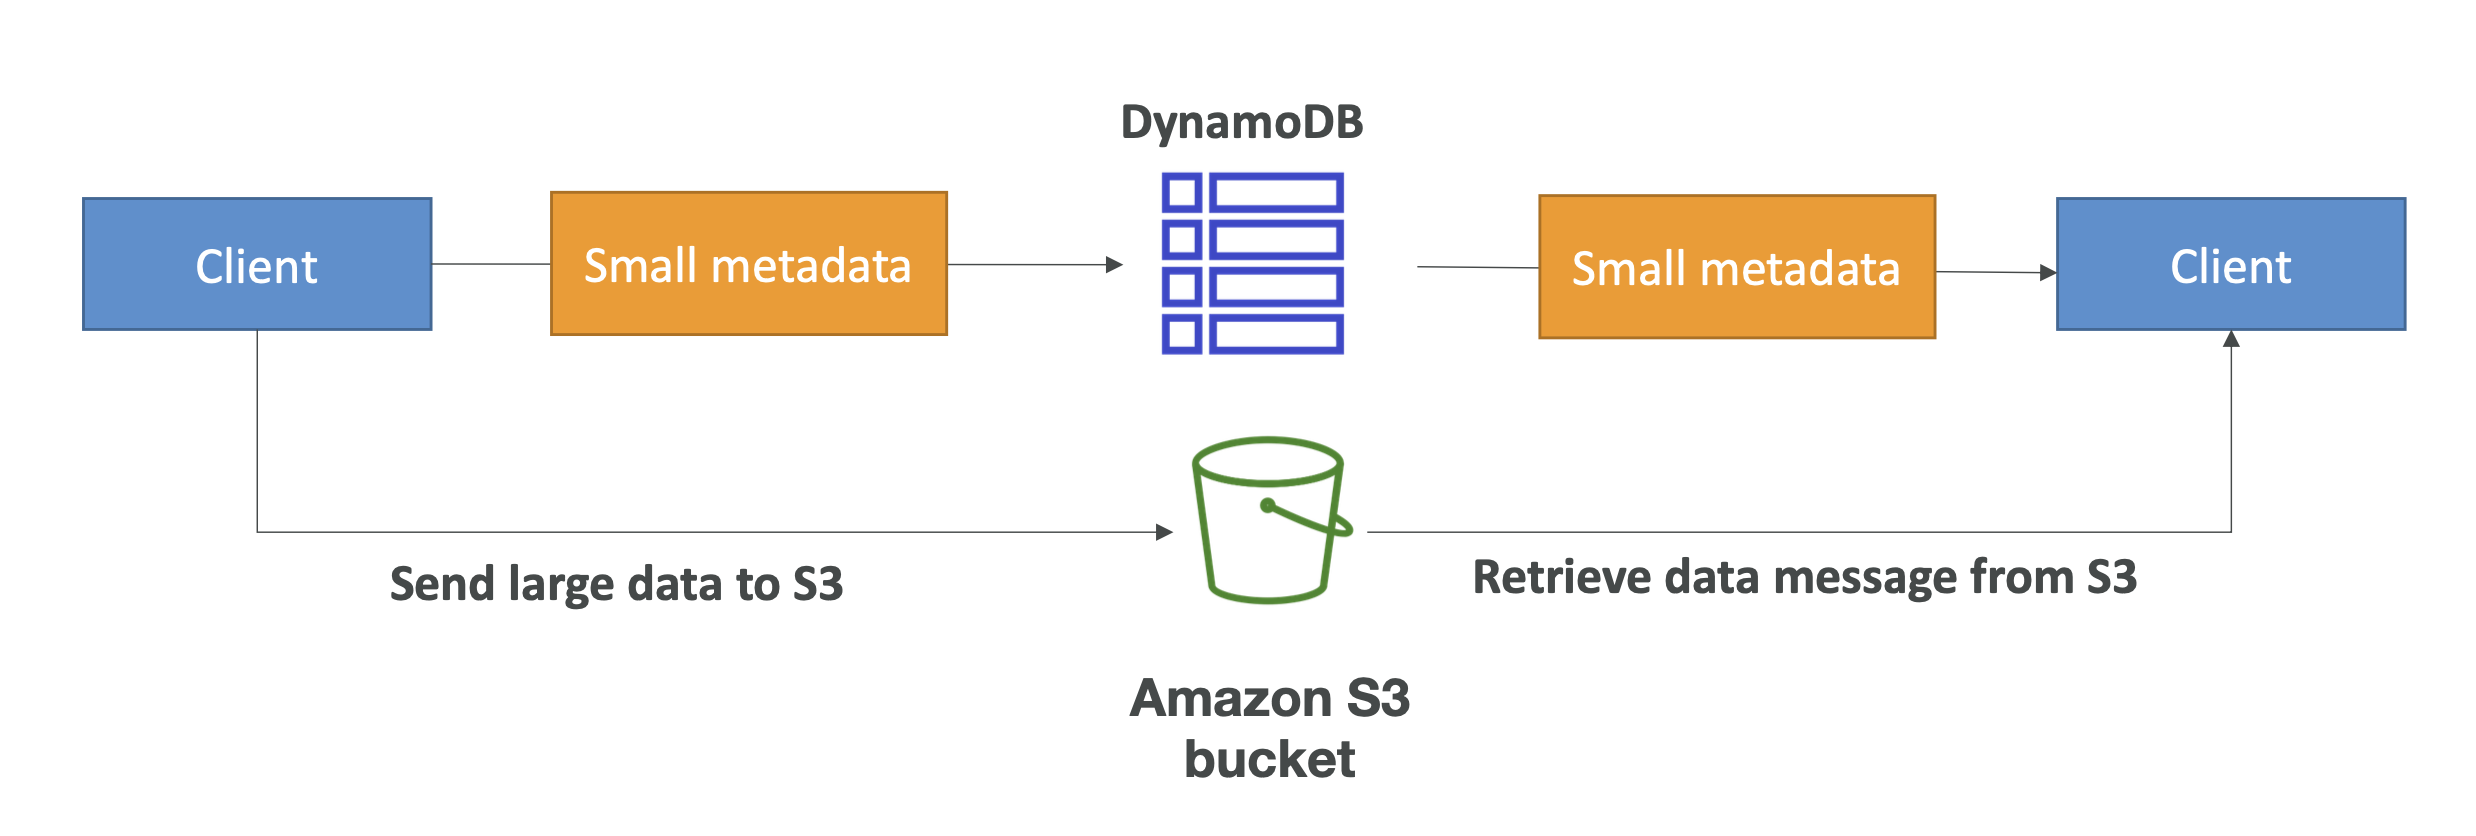 DynamoDB
Client
Small metadata
Small metadata
Client
Send large data to S3
Retrieve data message from S3
Amazon S3
bucket